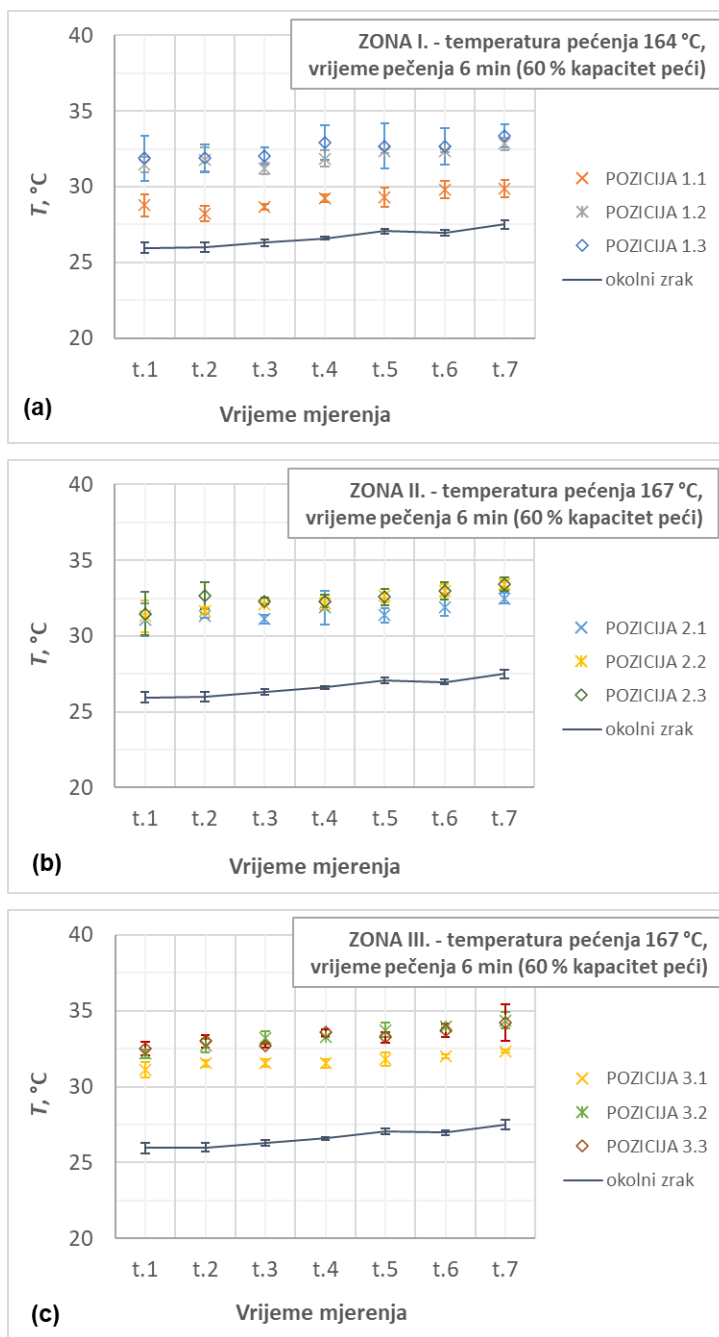 40
35
30
25
20
T, °C
ZONA I. - temperatura pećenja 164 °C,
vrijeme pečenja 6 min (60 % kapacitet peći)
POZICIJA 1.1
POZICIJA 1.2
POZICIJA 1.3
okolni zrak
t.1 t.2 t.3 t.4 t.5 t.6 t.7
(a)
Vrijeme mjerenja
40
35
30
25
20
T, °C
ZONA II. - temperatura pećenja 167 °C,
vrijeme pečenja 6 min (60 % kapacitet peći)
POZICIJA 2.1
POZICIJA 2.2
POZICIJA 2.3
okolni zrak
t.1 t.2 t.3 t.4 t.5 t.6 t.7
(b)
Vrijeme mjerenja
40
35
30
25
20
T, °C
ZONA III. - temperatura pećenja 167 °C,
vrijeme pečenja 6 min (60 % kapacitet peći)
POZICIJA 3.1
POZICIJA 3.2
POZICIJA 3.3
okolni zrak
t.1 t.2 t.3 t.4 t.5 t.6 t.7
(c)
Vrijeme mjerenja